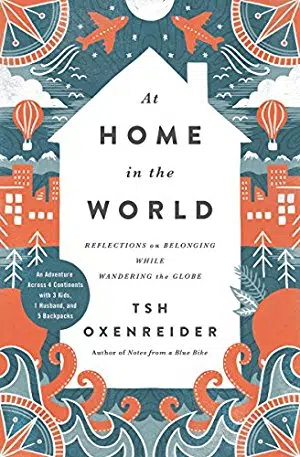 At
HOME
in the
WORLD
REFLECTIONS on BELONGING
WHILE
WANDERING the GLOBE
An Adventure
Across 4 Continents
with 3 Kids,
1 Husband, and
5 Backpacks
TSH
OXENREIDER
Author of Notes from a Blue Bike